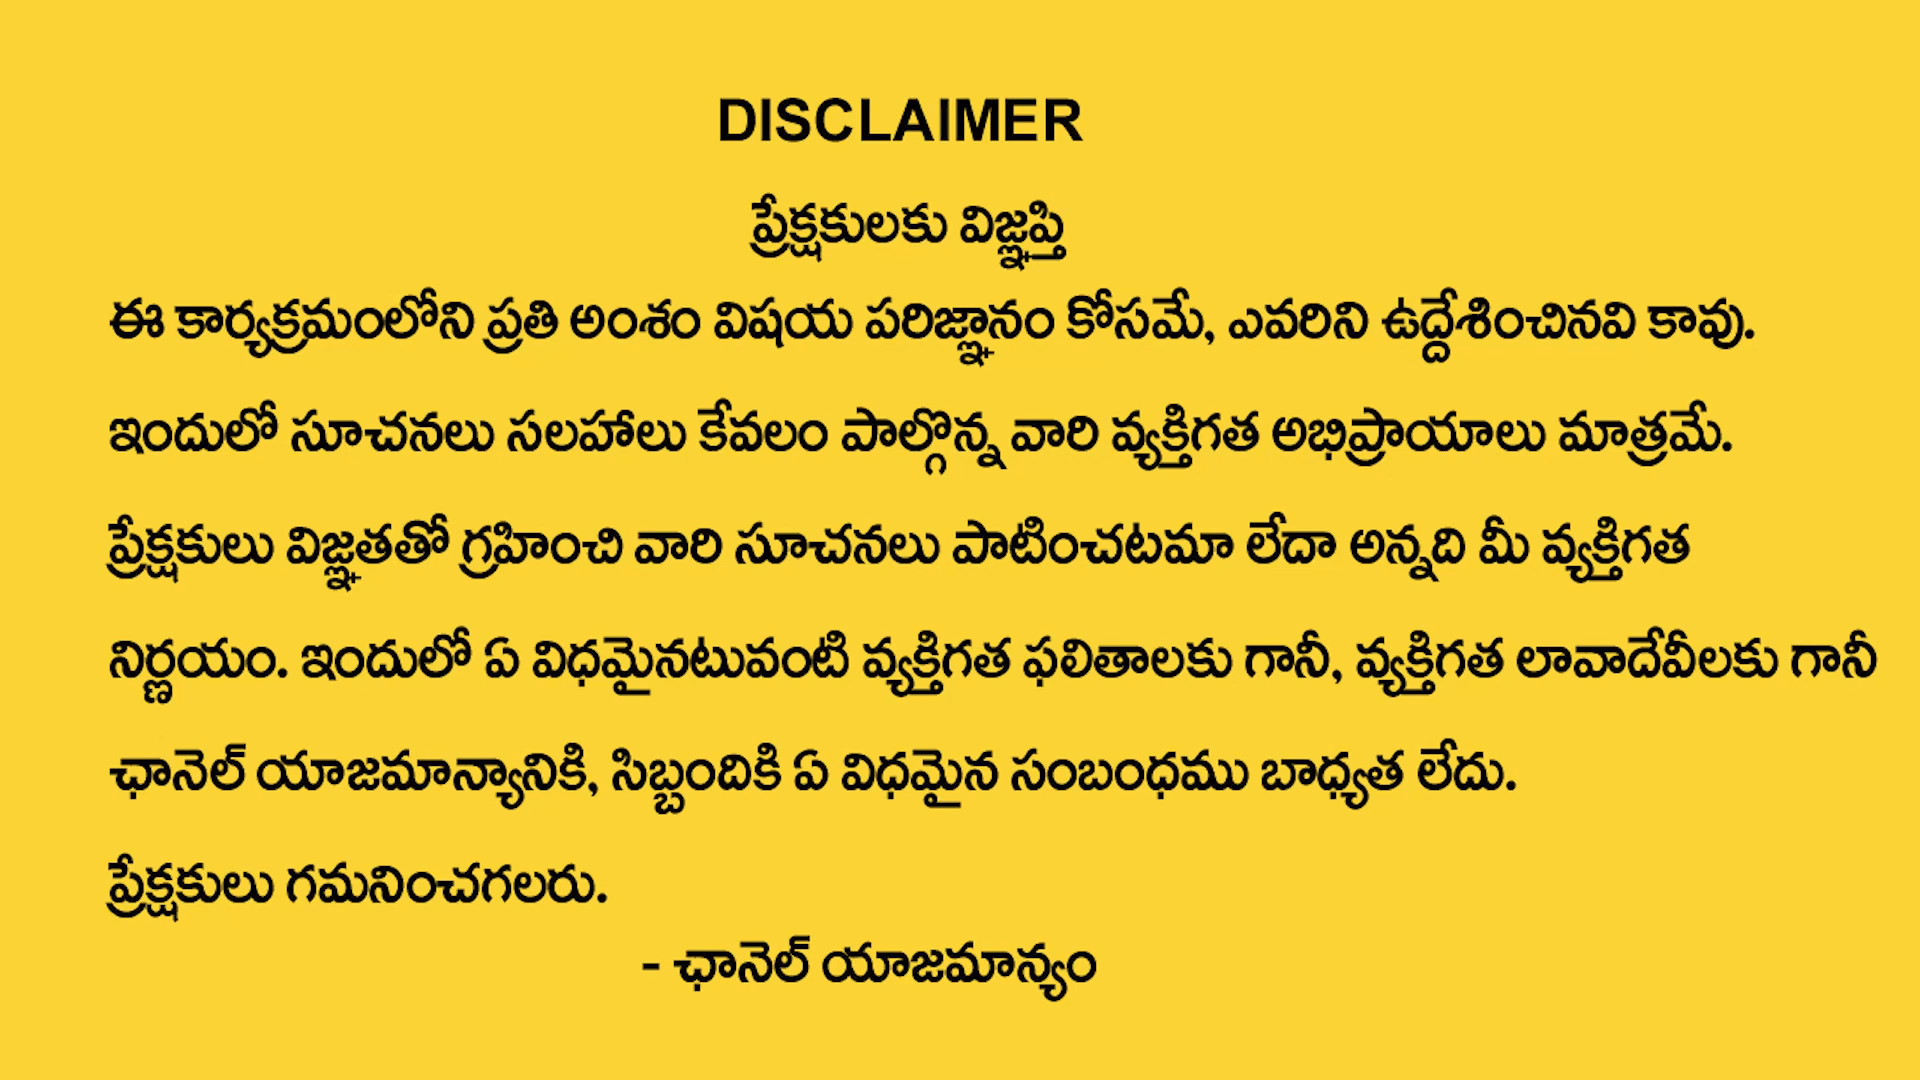 DISCLAIMER
ప్రేక్షకులకు విజ్ఞప్తి
ఈ కార్యక్రమంలోని ప్రతి అంశం విషయ పరిజ్ఞానం కోసమే, ఎవరిని ఉద్దేశించినవి కావు.
ఇందులో సూచనలు సలహాలు కేవలం పాల్గొన్న వారి వ్యక్తిగత అభిప్రాయాలు మాత్రమే.
ప్రేక్షకులు విజ్ఞతతో గ్రహించి వారి సూచనలు పాటించటమా లేదా అన్నది మీ వ్యక్తిగత
నిర్ణయం. ఇందులో ఏ విధమైనటువంటి వ్యక్తిగత ఫలితాలకు గానీ, వ్యక్తిగత లావాదేవీలకు గానీ
ఛానెల్ యాజమాన్యానికి, సిబ్బందికి ఏ విధమైన సంబంధము బాధ్యత లేదు.
ప్రేక్షకులు గమనించగలరు.
- ఛానెల్ యాజమాన్యం